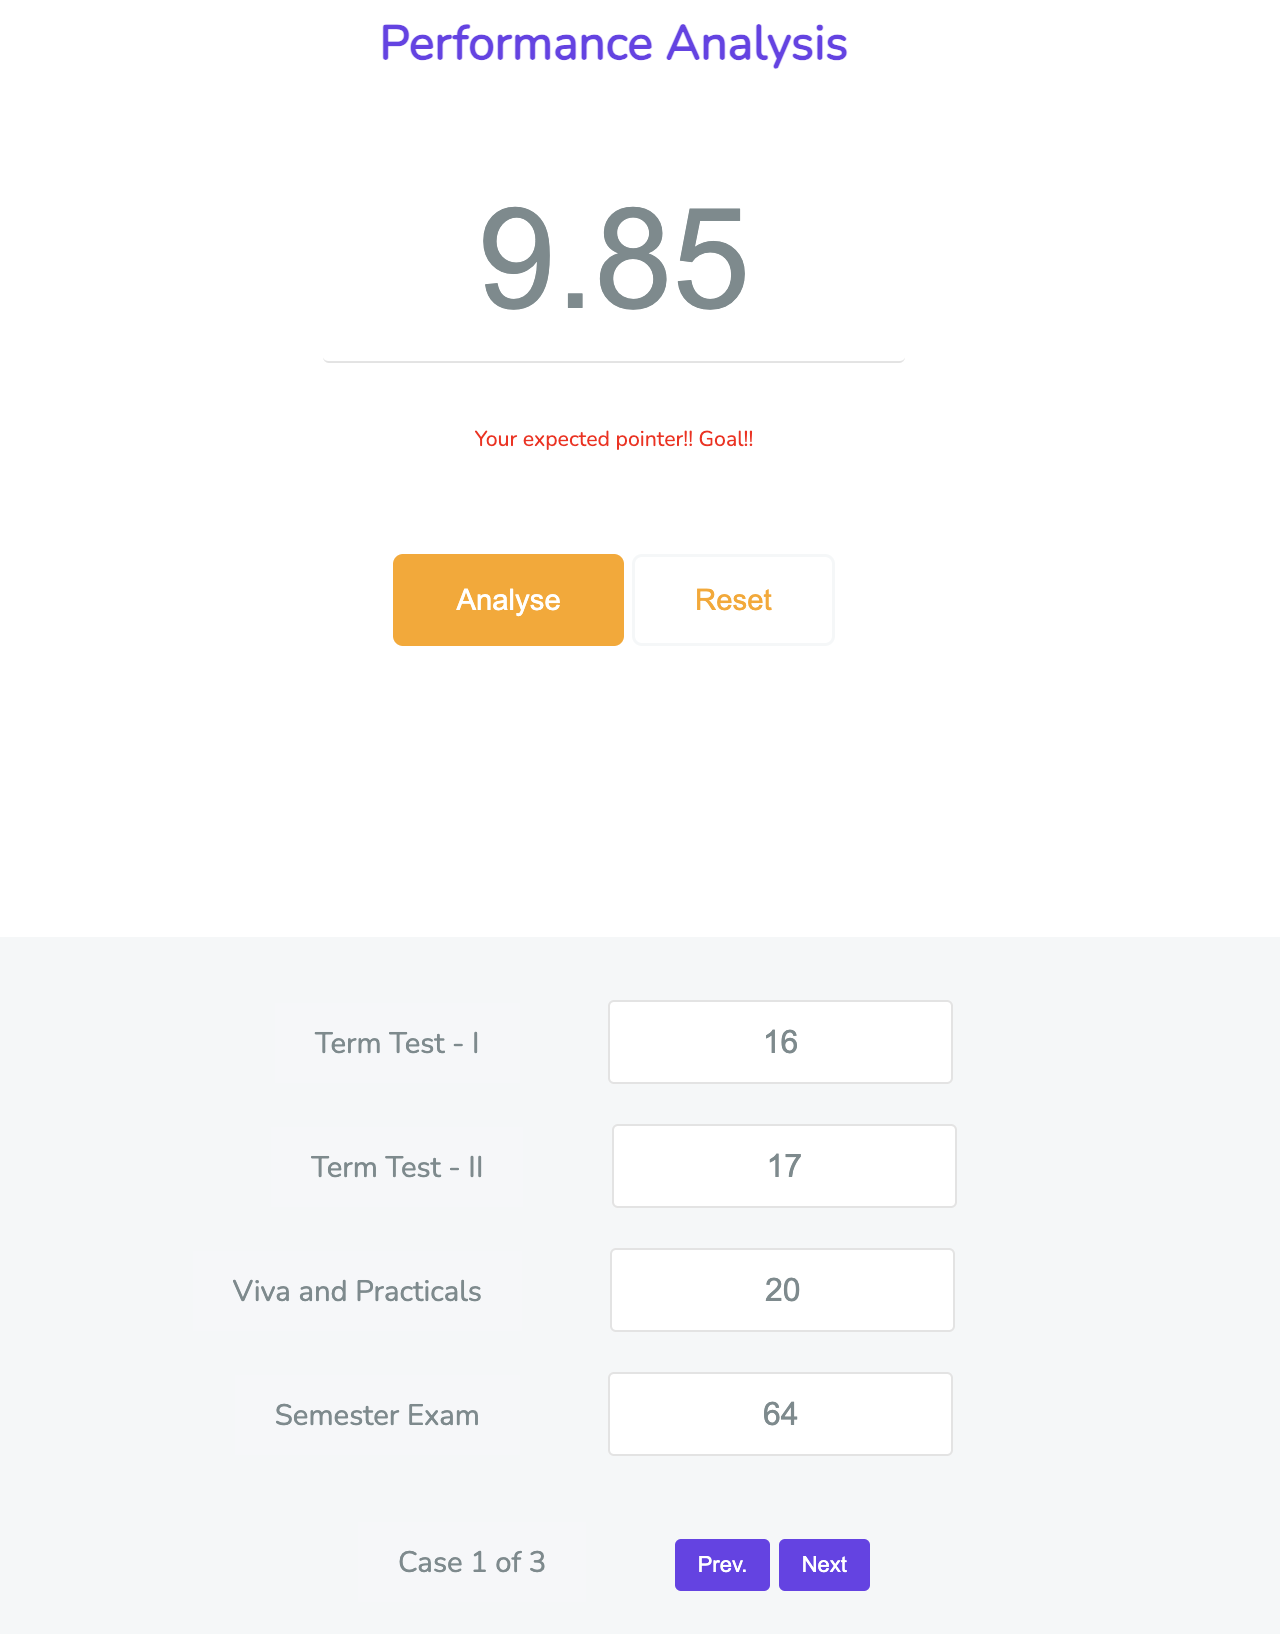 Performance Analysis
9.85
Your expected pointer!! Goal!!
Analyse Reset
Term Test - I 16
Term Test - II 17
Viva and Practicals 20
Semester Exam 64
Case 1 of 3 Prev. Next